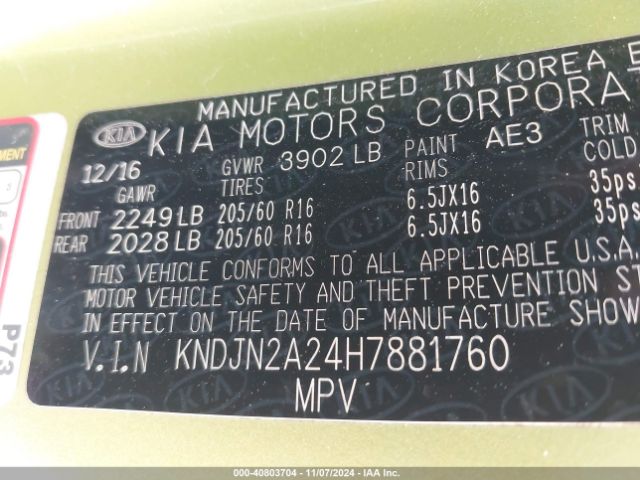 MANUFACTURED IN KOREA
KIA KIA MOTORS CORPORA
12/16 GVWR 3902 LB PAINT AE3 TRIM
GAWR TIRES RIMS COLD
FRONT 2249 LB 205/60 R16 6.5JX16 35ps
REAR 2028 LB 205/60 R16 6.5JX16 35ps
THIS VEHICLE CONFORMS TO ALL APPLICABLE U.S.A.
MOTOR VEHICLE SAFETY AND THEFT PREVENTION ST
IN EFFECT ON THE DATE OF MANUFACTURE SHOW
V.I.N KNDJN2A24H7881760
MPV
P73
000-40803704 - 11/07/2024 - IAA Inc.